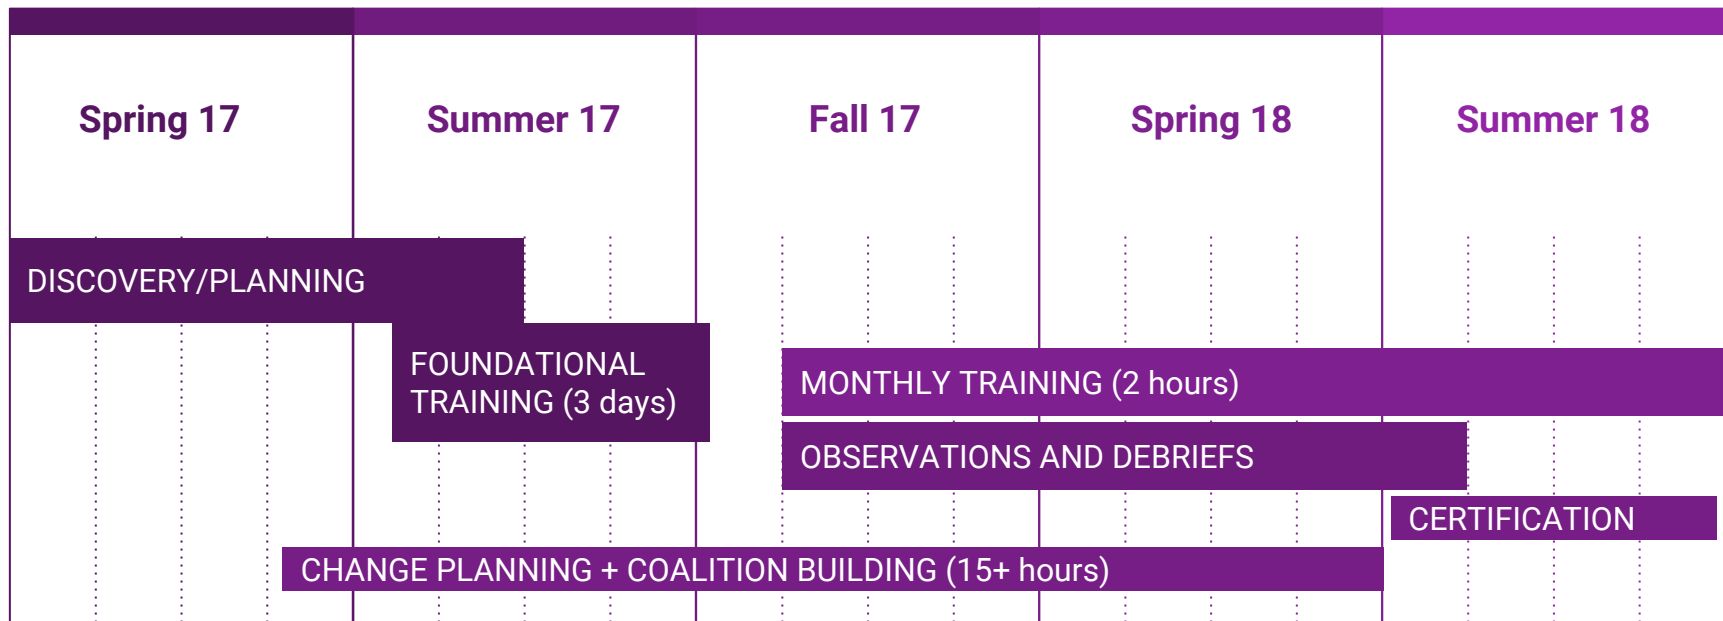 Spring 17
Summer 17
Fall 17
Spring 18
Summer 18
DISCOVERY/PLANNING
FOUNDATIONAL
TRAINING (3 days)
MONTHLY TRAINING (2 hours)
OBSERVATIONS AND DEBRIEFS
CERTIFICATION
CHANGE PLANNING + COALITION BUILDING (15+ hours)